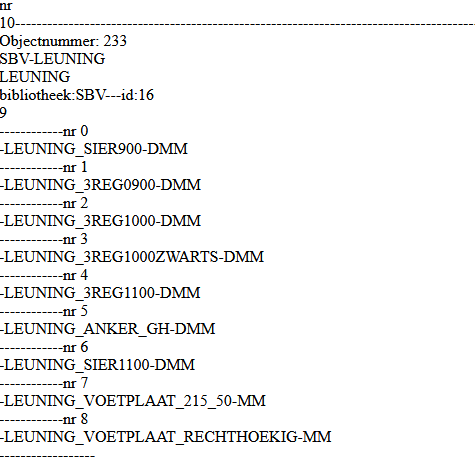 nr
10----------------------------------------------------------------------------------------
Objectnummer: 233
SBV-LEUNING
LEUNING
bibliotheek:SBV---id:16
9
------------nr 0
-LEUNING_SIER900-DMM
------------nr 1
-LEUNING_3REG0900-DMM
------------nr 2
-LEUNING_3REG1000-DMM
------------nr 3
-LEUNING_3REG1000ZWARTS-DMM
------------nr 4
-LEUNING_3REG1100-DMM
------------nr 5
-LEUNING_ANKER_GH-DMM
------------nr 6
-LEUNING_SIER1100-DMM
------------nr 7
-LEUNING_VOETPLAAT_215_50-MM
------------nr 8
-LEUNING_VOETPLAAT_RECHTHOEKIG-MM
------------------